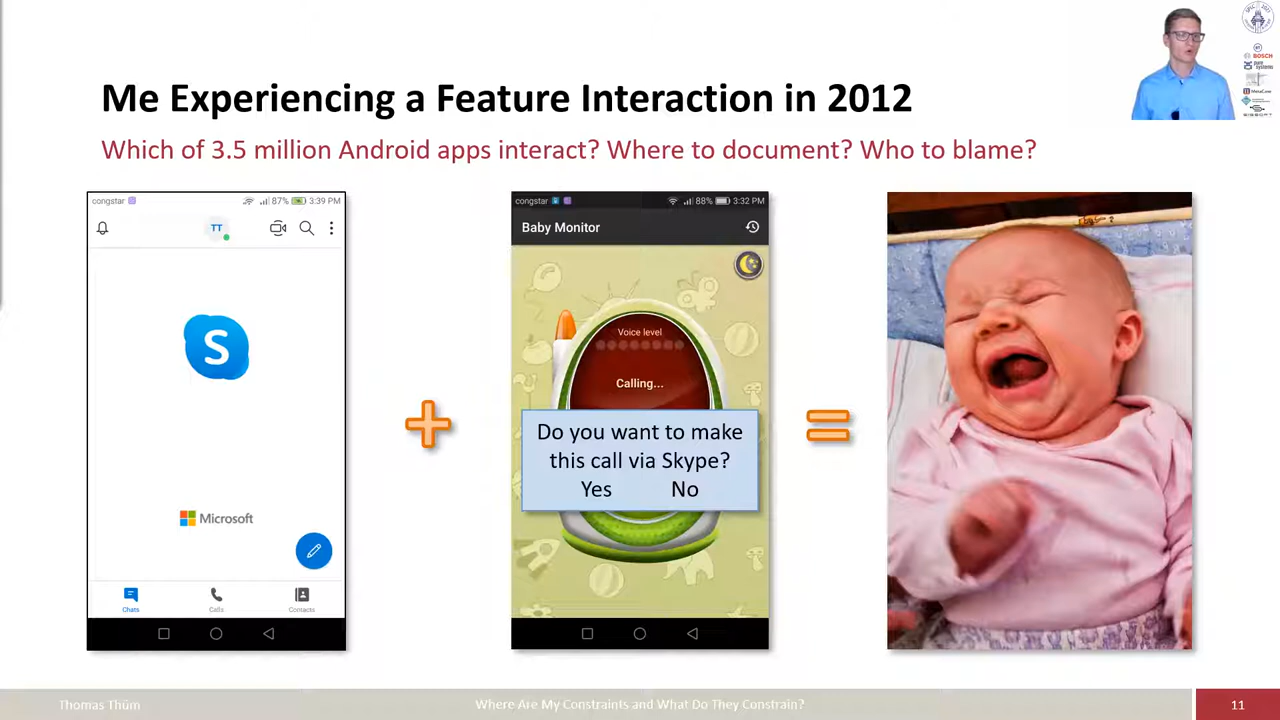 Me Experiencing a Feature Interaction in 2012
Which of 3.5 million Android apps interact? Where to document? Who to blame?
BOSCH
congstar 87% 3:39 PM
TT
S
Microsoft
Chats Calls Contacts
congstar 88% 3:32 PM
Baby Monitor
Voice level
Calling...
Do you want to make
this call via Skype?
Yes No
Thomas Thüm
Where Are My Constraints and What Do They Constrain?
11